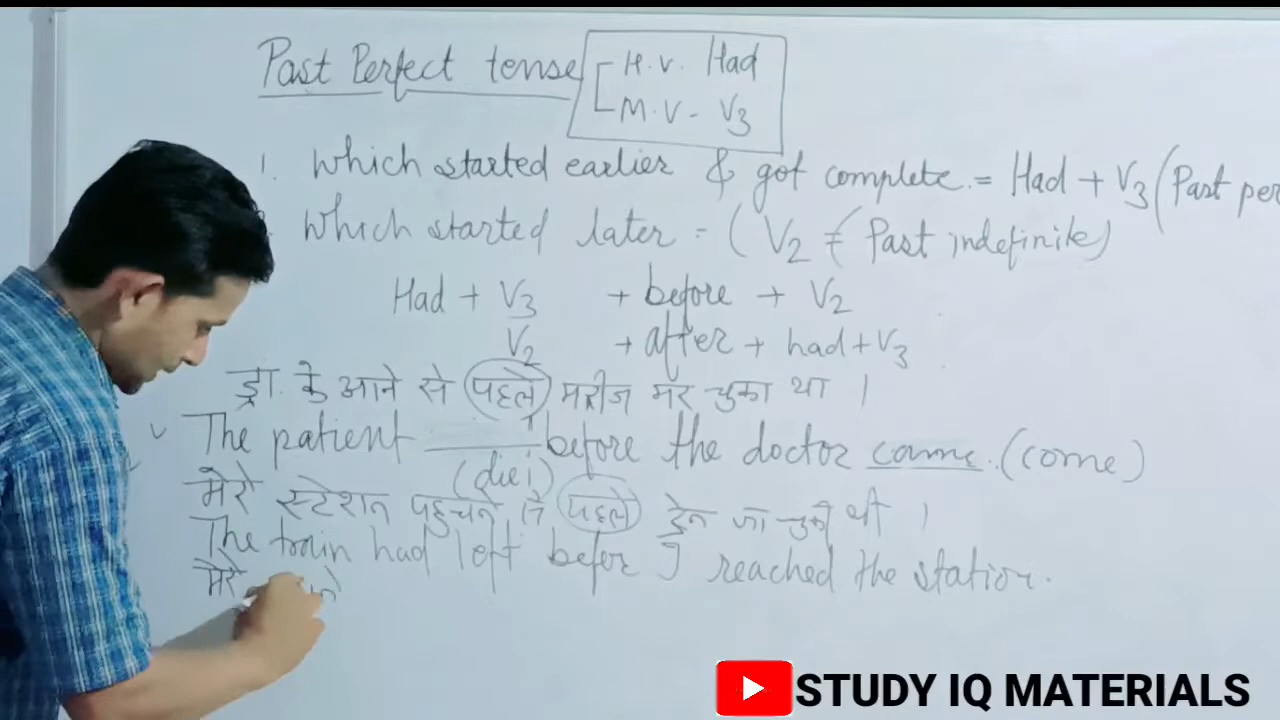 Past Perfect tense
H.V. Had
M.V - V3
1. Which started earlier & got complete = Had + V3 (Past per
Which started later = ( V2 = Past indefinite)
Had + V3 + before + V2
V2 + after + had + V3
ड्रा. के आने से पहले मरीज मर चुका था ।
The patient ______ before the doctor came. (come)
(die)
मेरे स्टेशन पहुचने से पहले ट्रेन जा चुकी थी ।
The train had left befor I reached the station.
मेरे
STUDY IQ MATERIALS